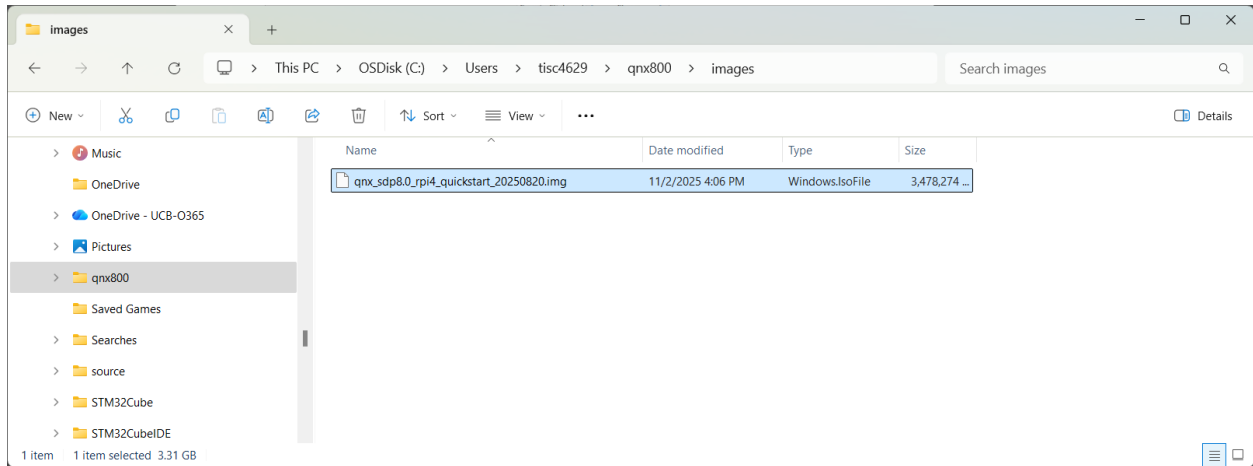 images
This PC > OSDisk (C:) > Users > tisc4629 > qnx800 > images
Search images
New Sort View ... Details
Music
OneDrive
OneDrive - UCB-O365
Pictures
qnx800
Saved Games
Searches
source
STM32Cube
STM32CubeIDE
Name Date modified Type Size
qnx_sdp8.0_rpi4_quickstart_20250820.img 11/2/2025 4:06 PM Windows.IsoFile 3,478,274 ...
1 item 1 item selected 3.31 GB